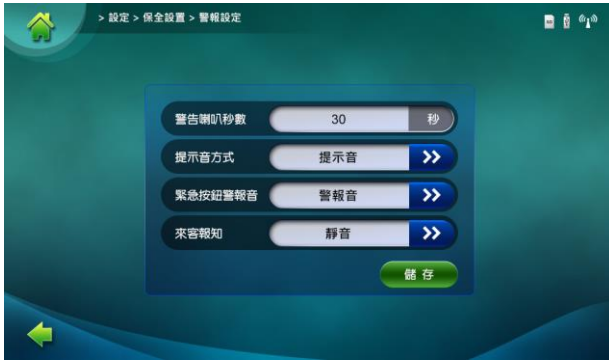 > 設定 > 保全設置 > 警報設定
警告喇叭秒數 30 秒
提示音方式 提示音
緊急按鈕警報音 警報音
來客報知 靜音
儲存